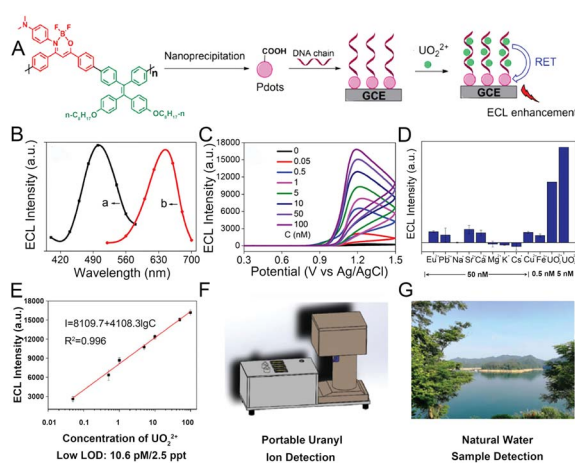 A
N
F
F
B
N
O
n
n-C8H17O
OC8H17-n
Nanoprecipitation
COOH
Pdots
DNA chain
GCE
UO2 2+
RET
GCE
ECL enhancement
B
ECL Intensity (a.u.)
a
b
420 490 560 630 700
Wavelength (nm)
C
ECL Intensity (a.u.)
18000
15000
12000
9000
6000
3000
0
0
0.05
0.5
1
5
10
50
100
C (nM)
0.3 0.6 0.9 1.2 1.5
Potential (V vs Ag/AgCl)
D
ECL Intensity (a.u.)
Eu Pb Na Sr Ca Mg K Cs Cu Fe UO2 UO2
50 nM 0.5 nM 5 nM
E
ECL Intensity (a.u.)
18000
15000
12000
9000
6000
3000
I=8109.7+4108.3lgC
R²=0.996
0.01 0.1 1 10 100
Concentration of UO2 2+
Low LOD: 10.6 pM/2.5 ppt
F
Portable Uranyl
Ion Detection
G
Natural Water
Sample Detection